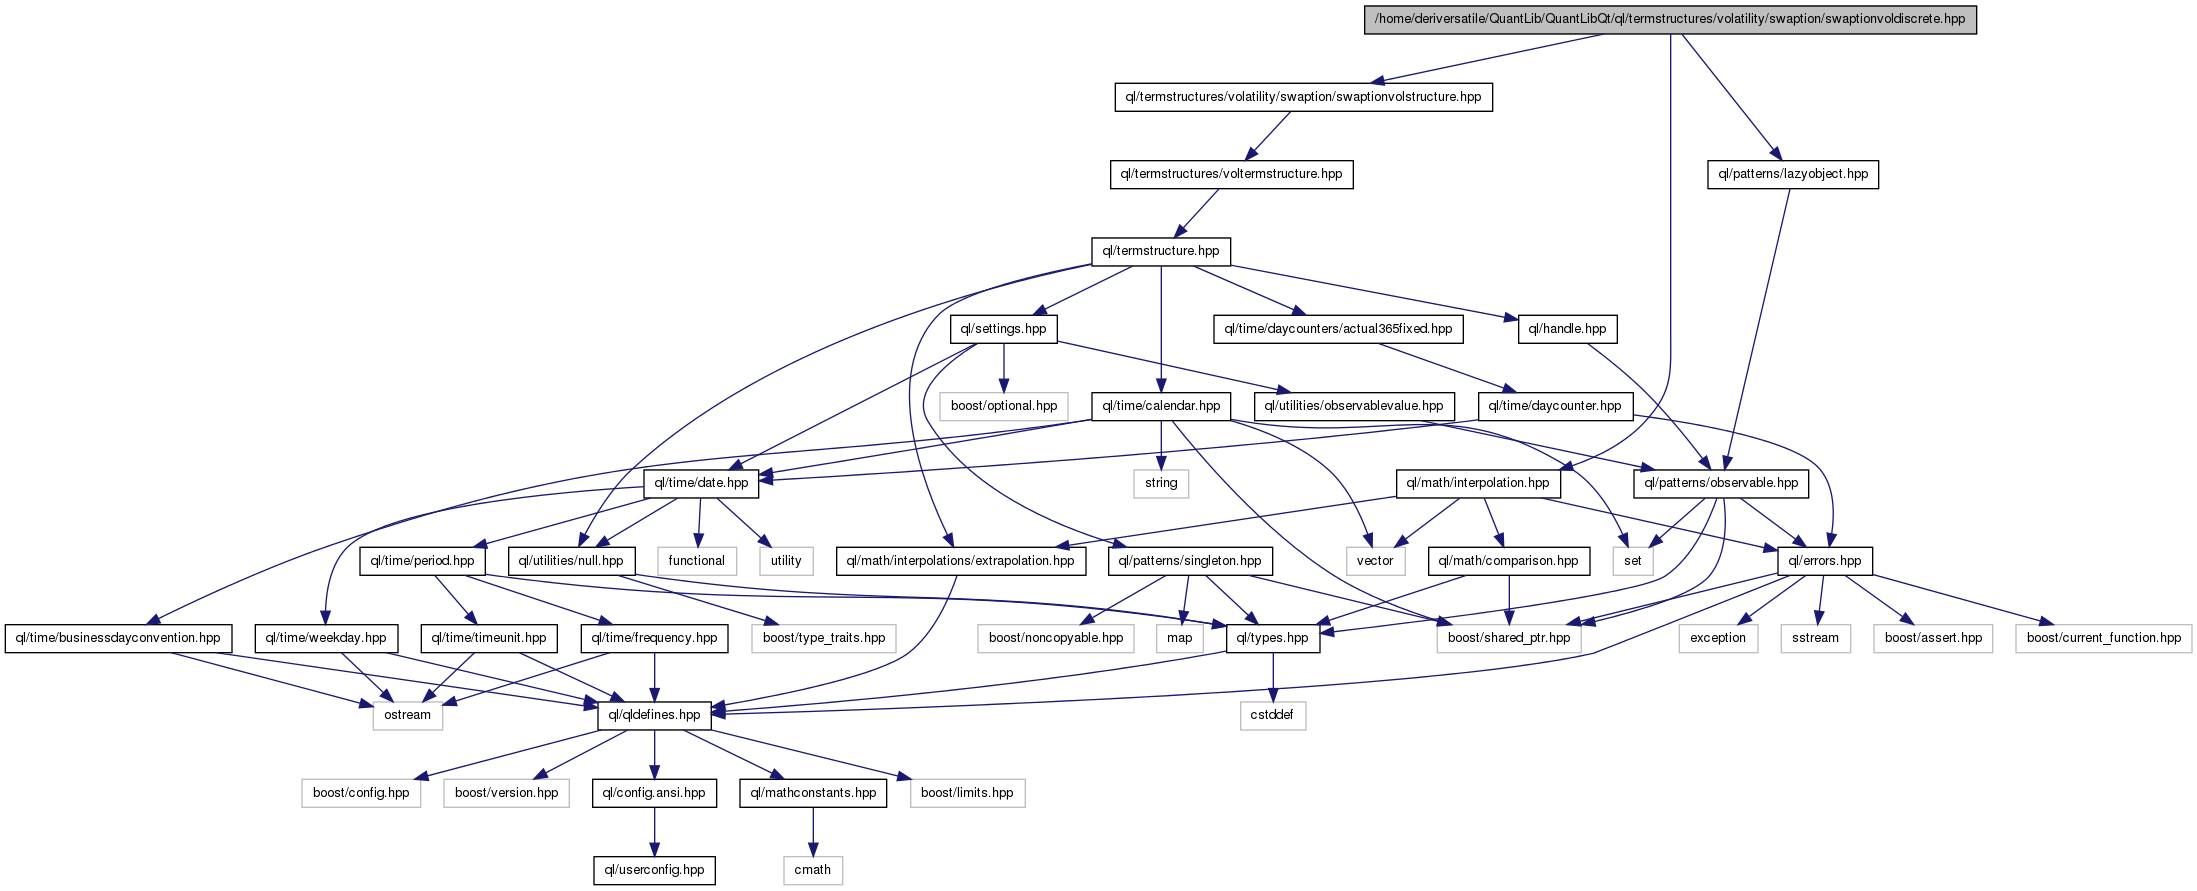 /home/deriversatile/QuantLib/QuantLibQt/ql/termstructures/volatility/swaption/swaptionvoldiscrete.hpp
ql/termstructures/volatility/swaption/swaptionvolstructure.hpp
ql/termstructures/voltermstructure.hpp
ql/patterns/lazyobject.hpp
ql/termstructure.hpp
ql/settings.hpp
ql/time/daycounters/actual365fixed.hpp
ql/handle.hpp
boost/optional.hpp
ql/time/calendar.hpp
ql/utilities/observablevalue.hpp
ql/time/daycounter.hpp
ql/time/date.hpp
string
ql/math/interpolation.hpp
ql/patterns/observable.hpp
ql/time/period.hpp
ql/utilities/null.hpp
functional
utility
ql/math/interpolations/extrapolation.hpp
ql/patterns/singleton.hpp
vector
ql/math/comparison.hpp
set
ql/errors.hpp
ql/time/businessdayconvention.hpp
ql/time/weekday.hpp
ql/time/timeunit.hpp
ql/time/frequency.hpp
boost/type_traits.hpp
boost/noncopyable.hpp
map
ql/types.hpp
boost/shared_ptr.hpp
exception
sstream
boost/assert.hpp
boost/current_function.hpp
ostream
ql/qldefines.hpp
cstddef
boost/config.hpp
boost/version.hpp
ql/config.ansi.hpp
ql/mathconstants.hpp
boost/limits.hpp
ql/userconfig.hpp
cmath